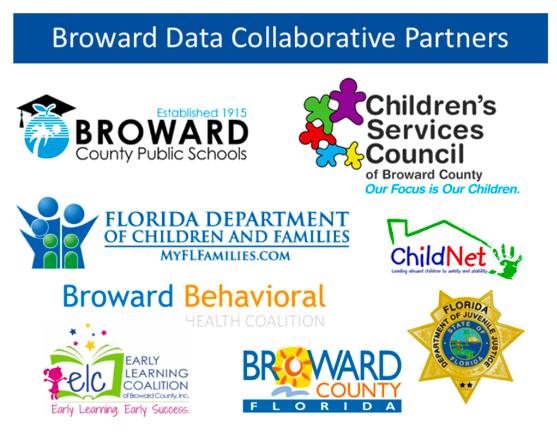 Broward Data Collaborative Partners
Established 1915
BROWARD
County Public Schools
Children's
Services
Council
of Broward County
Our Focus is Our Children.
FLORIDA DEPARTMENT
OF CHILDREN AND FAMILIES
MYFLFAMILIES.COM
ChildNet
Leading abused children to safety and stability
Broward Behavioral
HEALTH COALITION
FLORIDA
DEPARTMENT OF JUVENILE JUSTICE
STATE OF
FLORIDA
elc
EARLY
LEARNING
COALITION
of Broward County, Inc.
Early Learning. Early Success.
BROWARD
COUNTY
FLORIDA